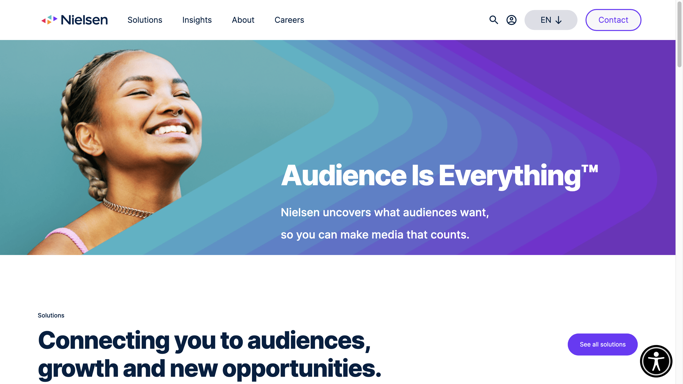 Nielsen
Solutions
Insights
About
Careers
EN
Contact
Audience Is Everything™
Nielsen uncovers what audiences want,
so you can make media that counts.
Solutions
Connecting you to audiences,
growth and new opportunities.
See all solutions